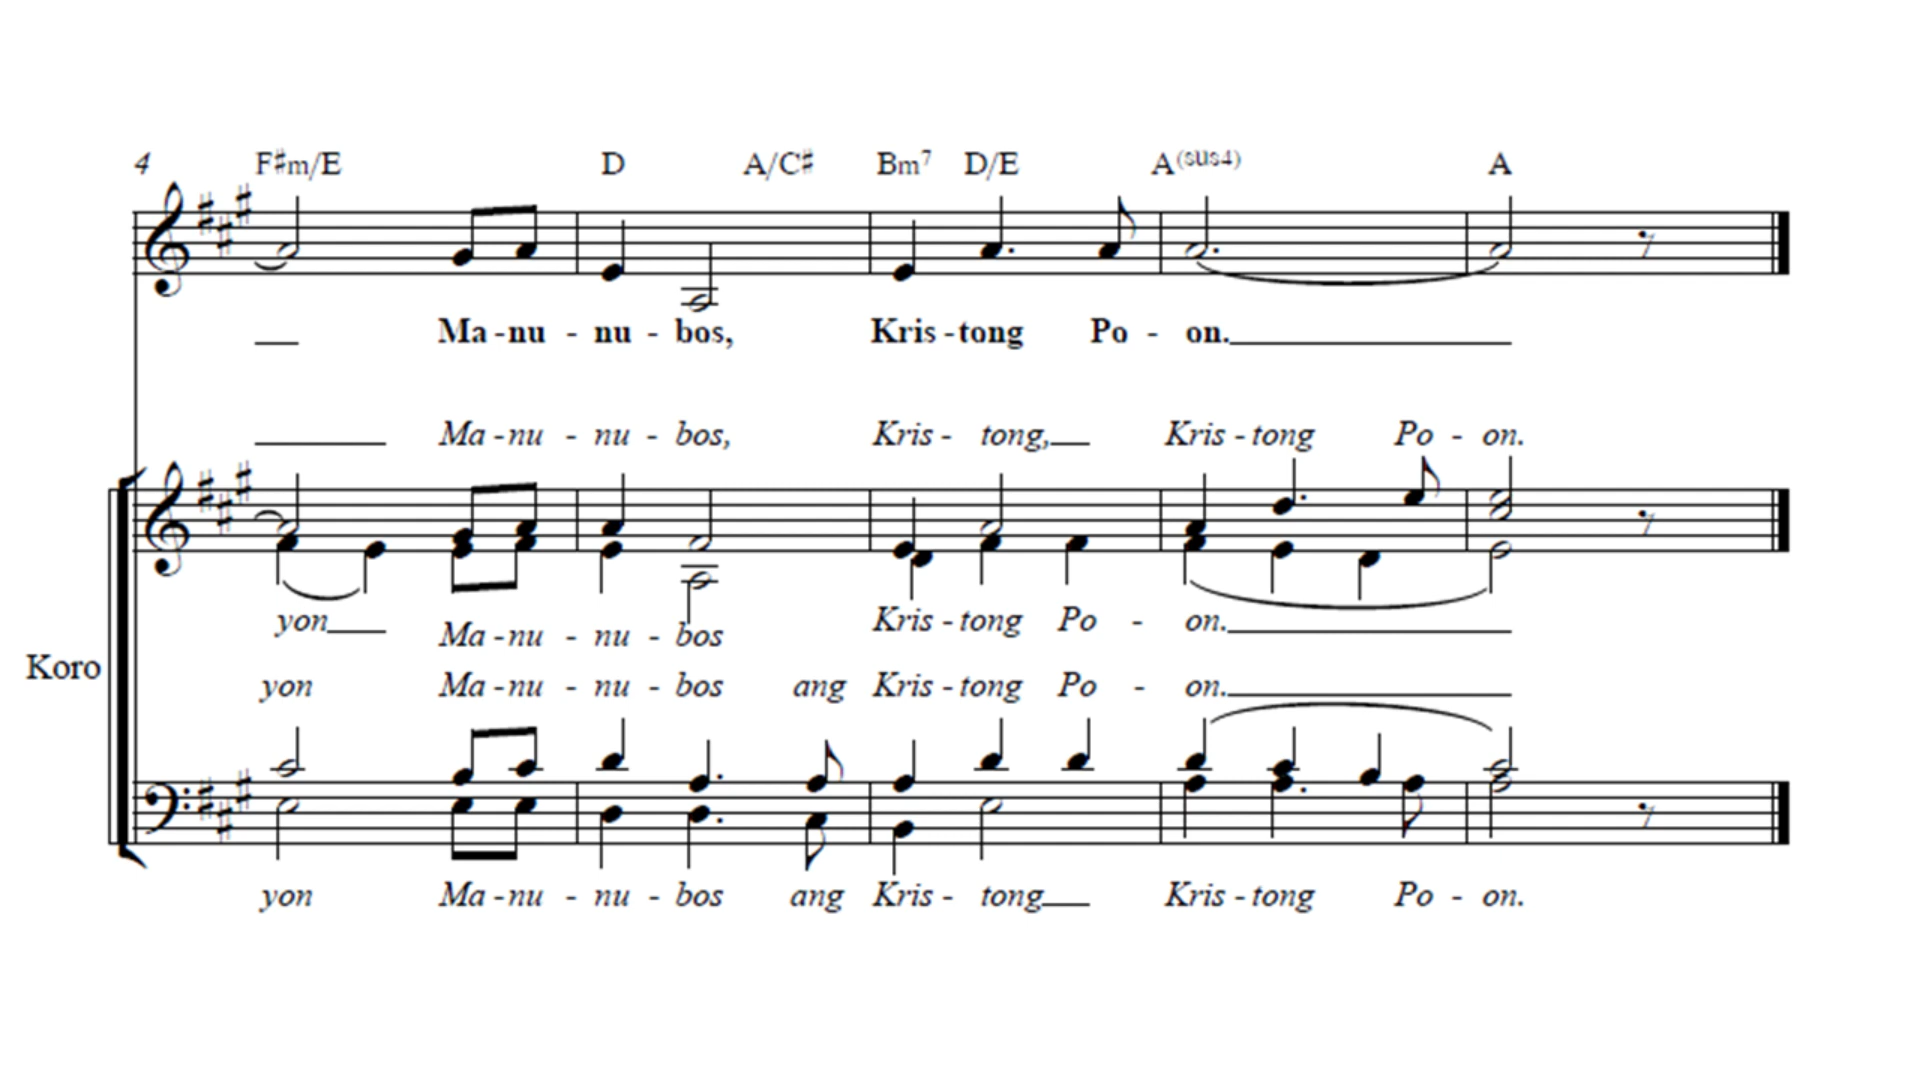 4 F♯m/E D A/C♯ Bm7 D/E A(sus4) A
Ma - nu - nu - bos, Kris - tong Po - on.
Ma - nu - nu - bos, Kris - tong, Kris - tong Po - on.
yon Ma - nu - nu - bos Kris - tong Po - on.
Koro
yon Ma - nu - nu - bos ang Kris - tong Po - on.
yon Ma - nu - nu - bos ang Kris - tong Kris - tong Po - on.